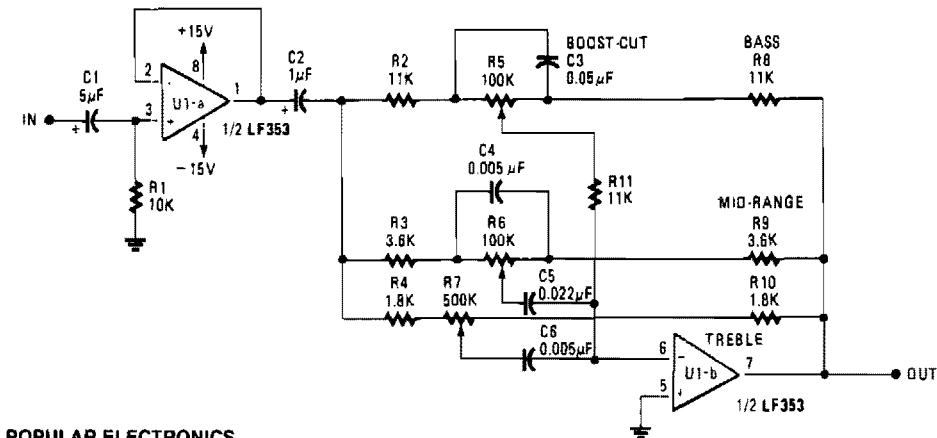 +15V
C2
1µF
R2
11K
R5
100K
BOOST-CUT
C3
0.05µF
BASS
R8
11K
C1
5µF
2
8
-
U1-a
1
IN
+
3
+
4
1/2 LF353
+
-15V
R1
10K
C4
0.005 µF
R11
11K
R3
3.6K
R6
100K
MID-RANGE
R9
3.6K
R4
1.8K
R7
500K
C5
0.022µF
R10
1.8K
C6
0.005µF
TREBLE
6
-
U1-b
7
OUT
5
+
1/2 LF353
POPULAR ELECTRONICS